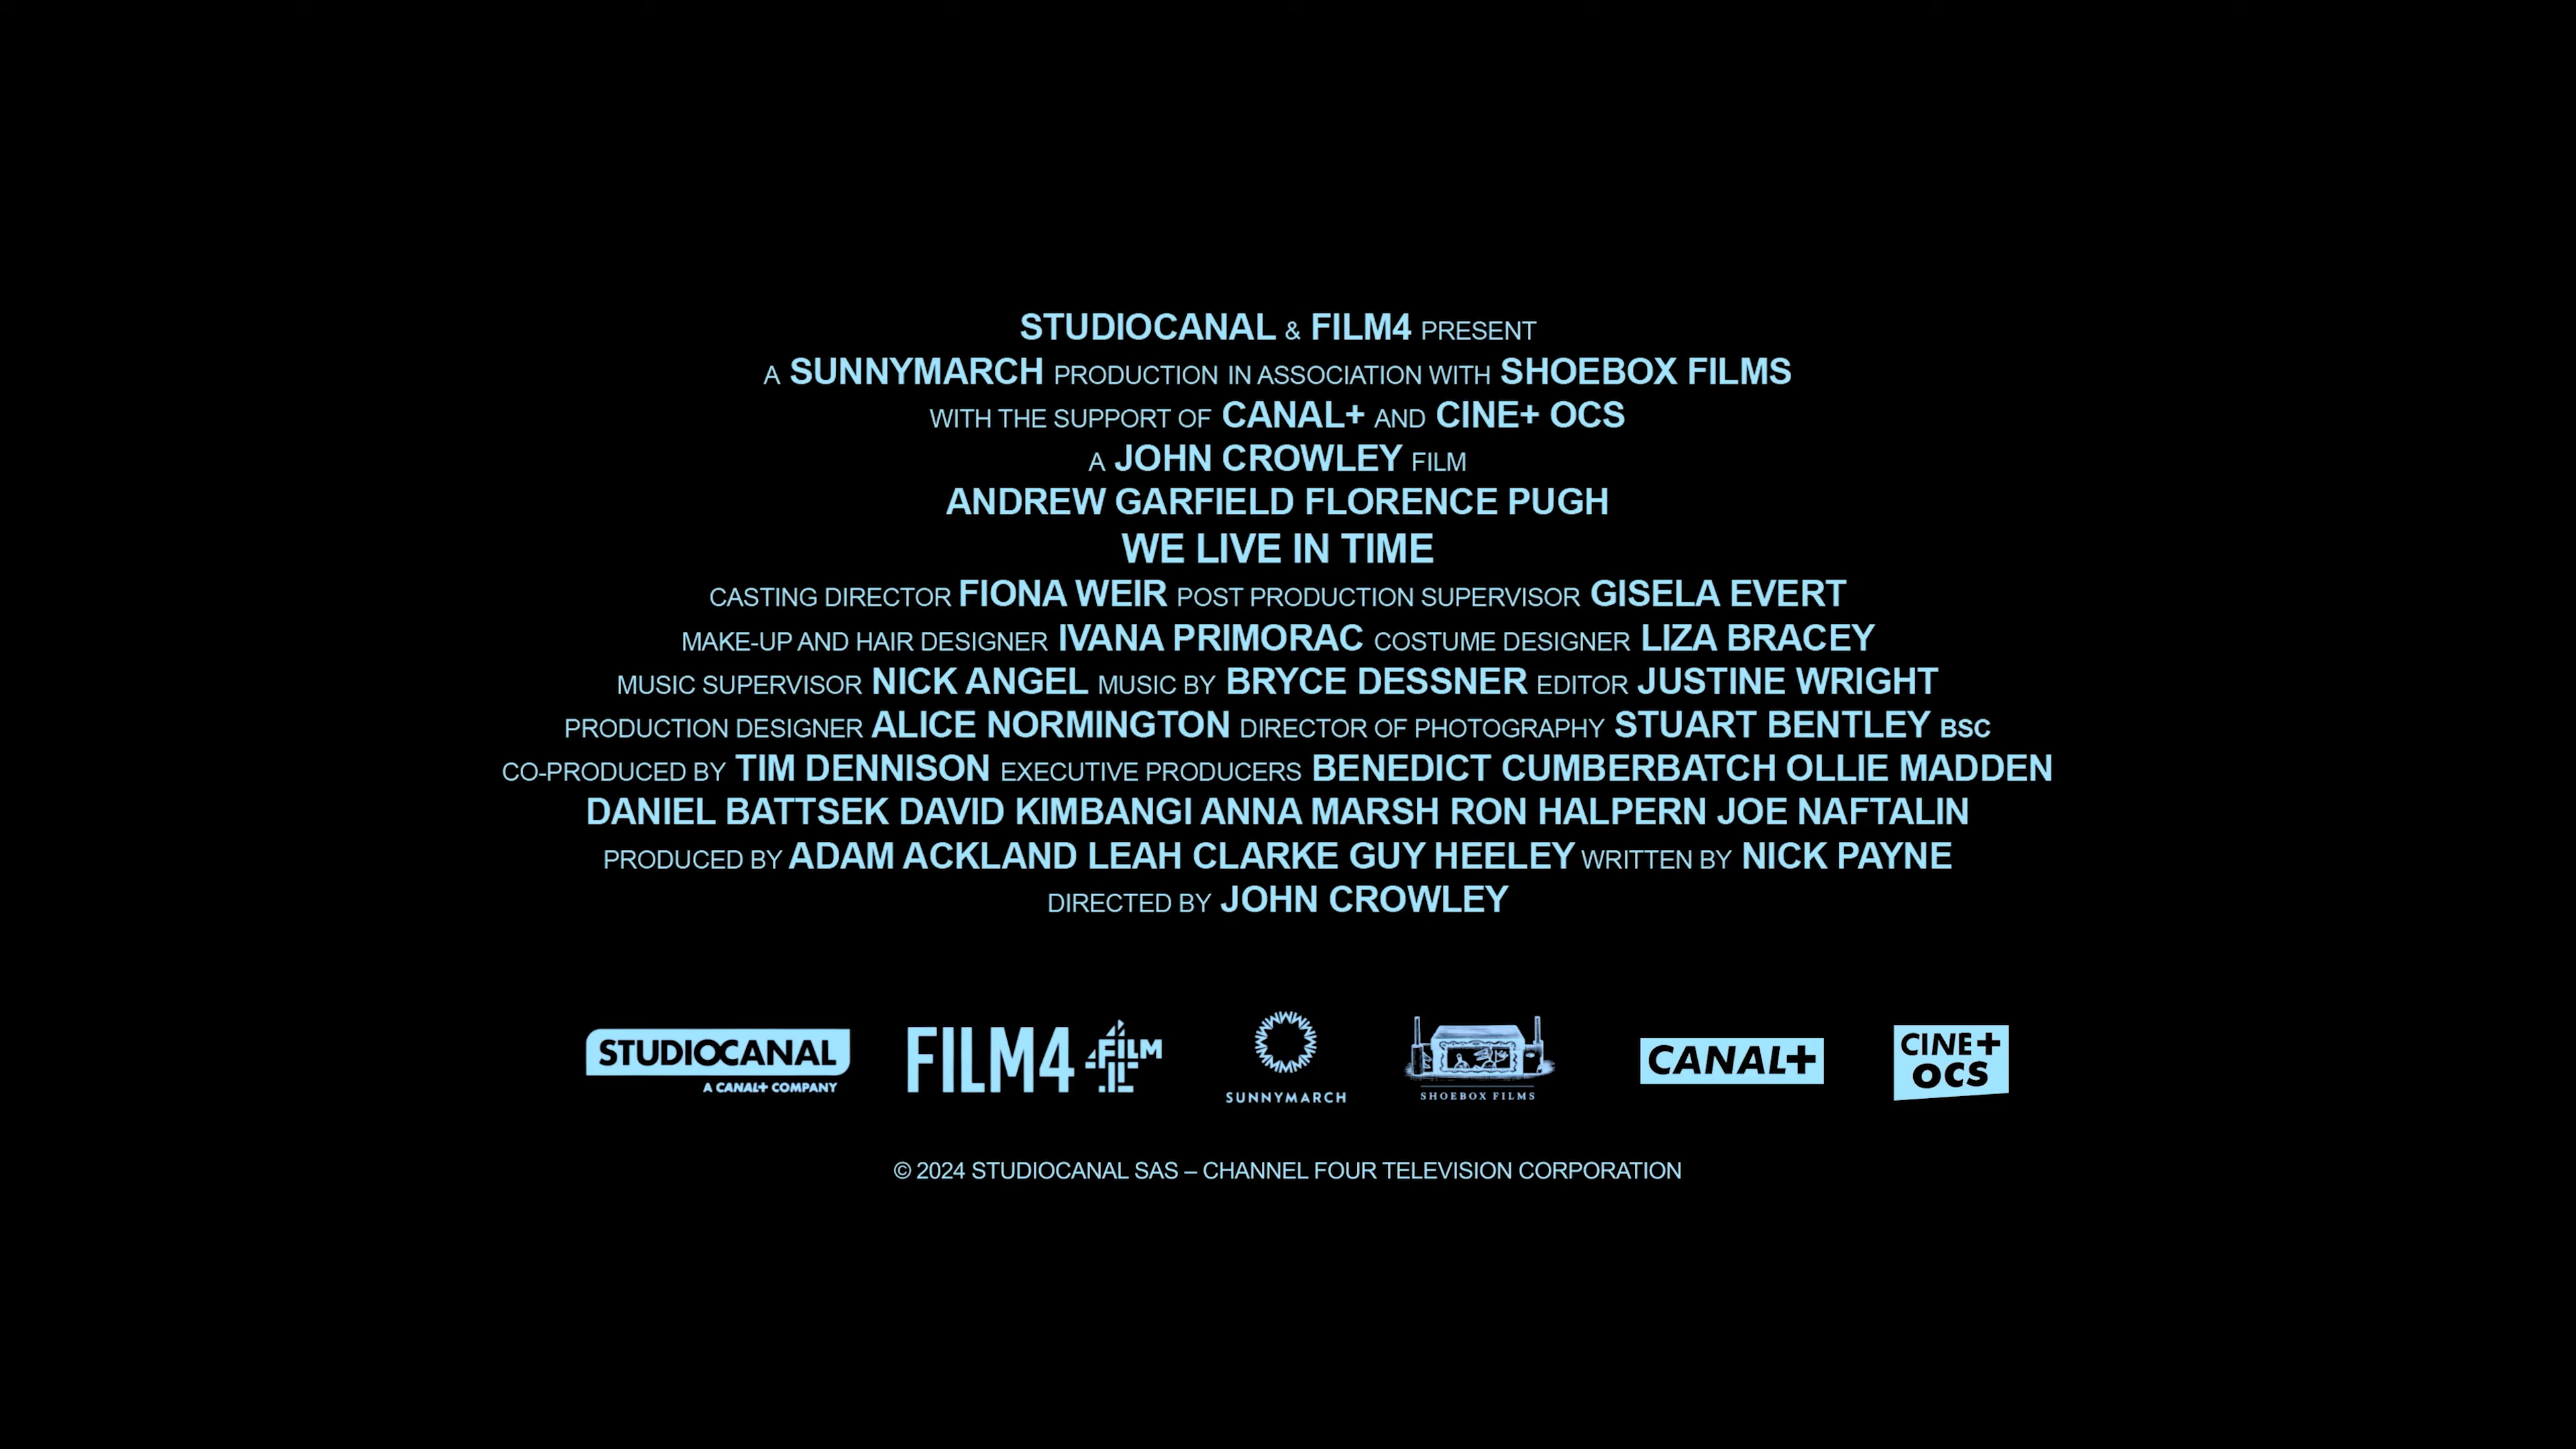 STUDIOCANAL & FILM4 PRESENT
A SUNNYMARCH PRODUCTION IN ASSOCIATION WITH SHOEBOX FILMS
WITH THE SUPPORT OF CANAL+ AND CINE+ OCS
A JOHN CROWLEY FILM
ANDREW GARFIELD FLORENCE PUGH
WE LIVE IN TIME
CASTING DIRECTOR FIONA WEIR POST PRODUCTION SUPERVISOR GISELA EVERT
MAKE-UP AND HAIR DESIGNER IVANA PRIMORAC COSTUME DESIGNER LIZA BRACEY
MUSIC SUPERVISOR NICK ANGEL MUSIC BY BRYCE DESSNER EDITOR JUSTINE WRIGHT
PRODUCTION DESIGNER ALICE NORMINGTON DIRECTOR OF PHOTOGRAPHY STUART BENTLEY BSC
CO-PRODUCED BY TIM DENNISON EXECUTIVE PRODUCERS BENEDICT CUMBERBATCH OLLIE MADDEN
DANIEL BATTSEK DAVID KIMBANGI ANNA MARSH RON HALPERN JOE NAFTALIN
PRODUCED BY ADAM ACKLAND LEAH CLARKE GUY HEELEY WRITTEN BY NICK PAYNE
DIRECTED BY JOHN CROWLEY
STUDIOCANAL
A CANAL+ COMPANY
FILM4
4 FILM
SUNNYMARCH
SHOEBOX FILMS
CANAL+
CINE+
OCS
© 2024 STUDIOCANAL SAS – CHANNEL FOUR TELEVISION CORPORATION